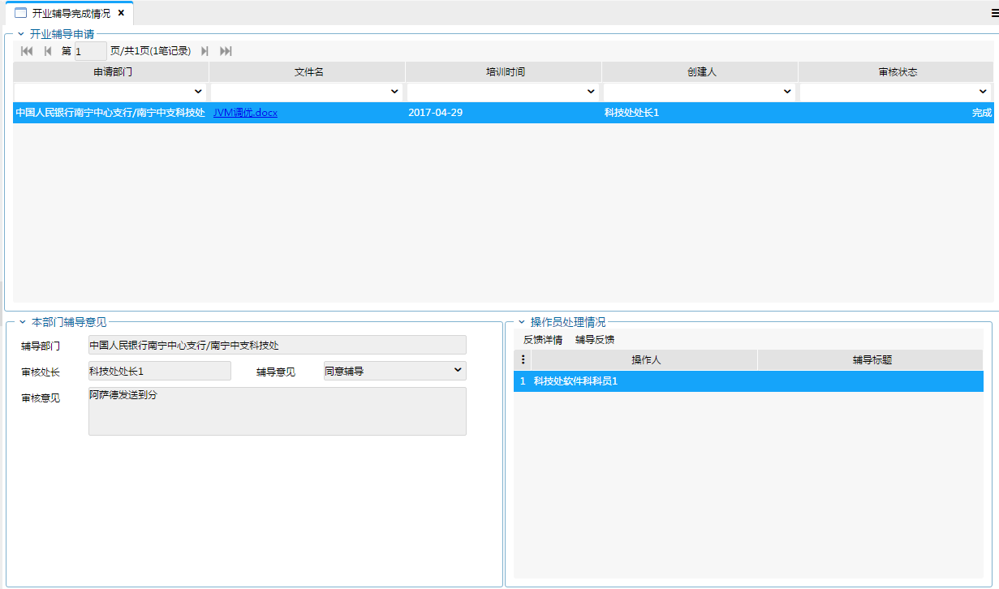 开业辅导完成情况
开业辅导申请
第 1 页/共1页(1笔记录)
申请部门 文件名 培训时间 创建人 审核状态
中国人民银行南宁中心支行/南宁中支科技处 JVM调优.docx 2017-04-29 科技处处长1 完成
本部门辅导意见
辅导部门 中国人民银行南宁中心支行/南宁中支科技处
审核处长 科技处处长1 辅导意见 同意辅导
审核意见 阿萨德发送到分
操作员处理情况
反馈详情 辅导反馈
操作人 辅导标题
1 科技处软件科科员1